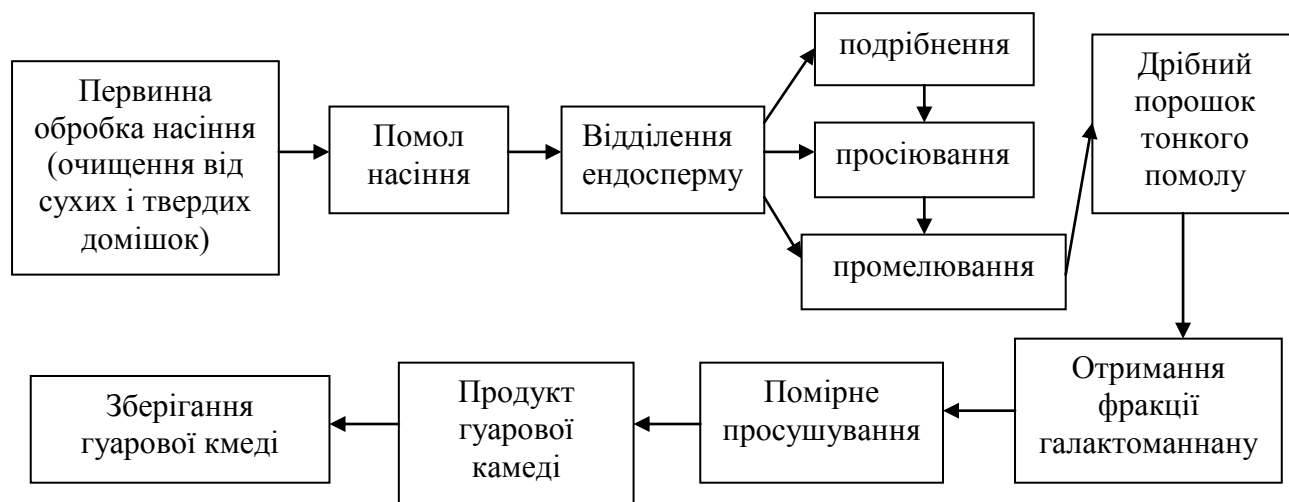 Первинна
обробка насіння
(очищення від
сухих і твердих
домішок)
Помол
насіння
Відділення
ендосперму
подрібнення
просіювання
промелювання
Дрібний
порошок
тонкого
помолу
Отримання
фракції
галактоманнану
Помірне
просушування
Продукт
гуарової
камеді
Зберігання
гуарової кмеді